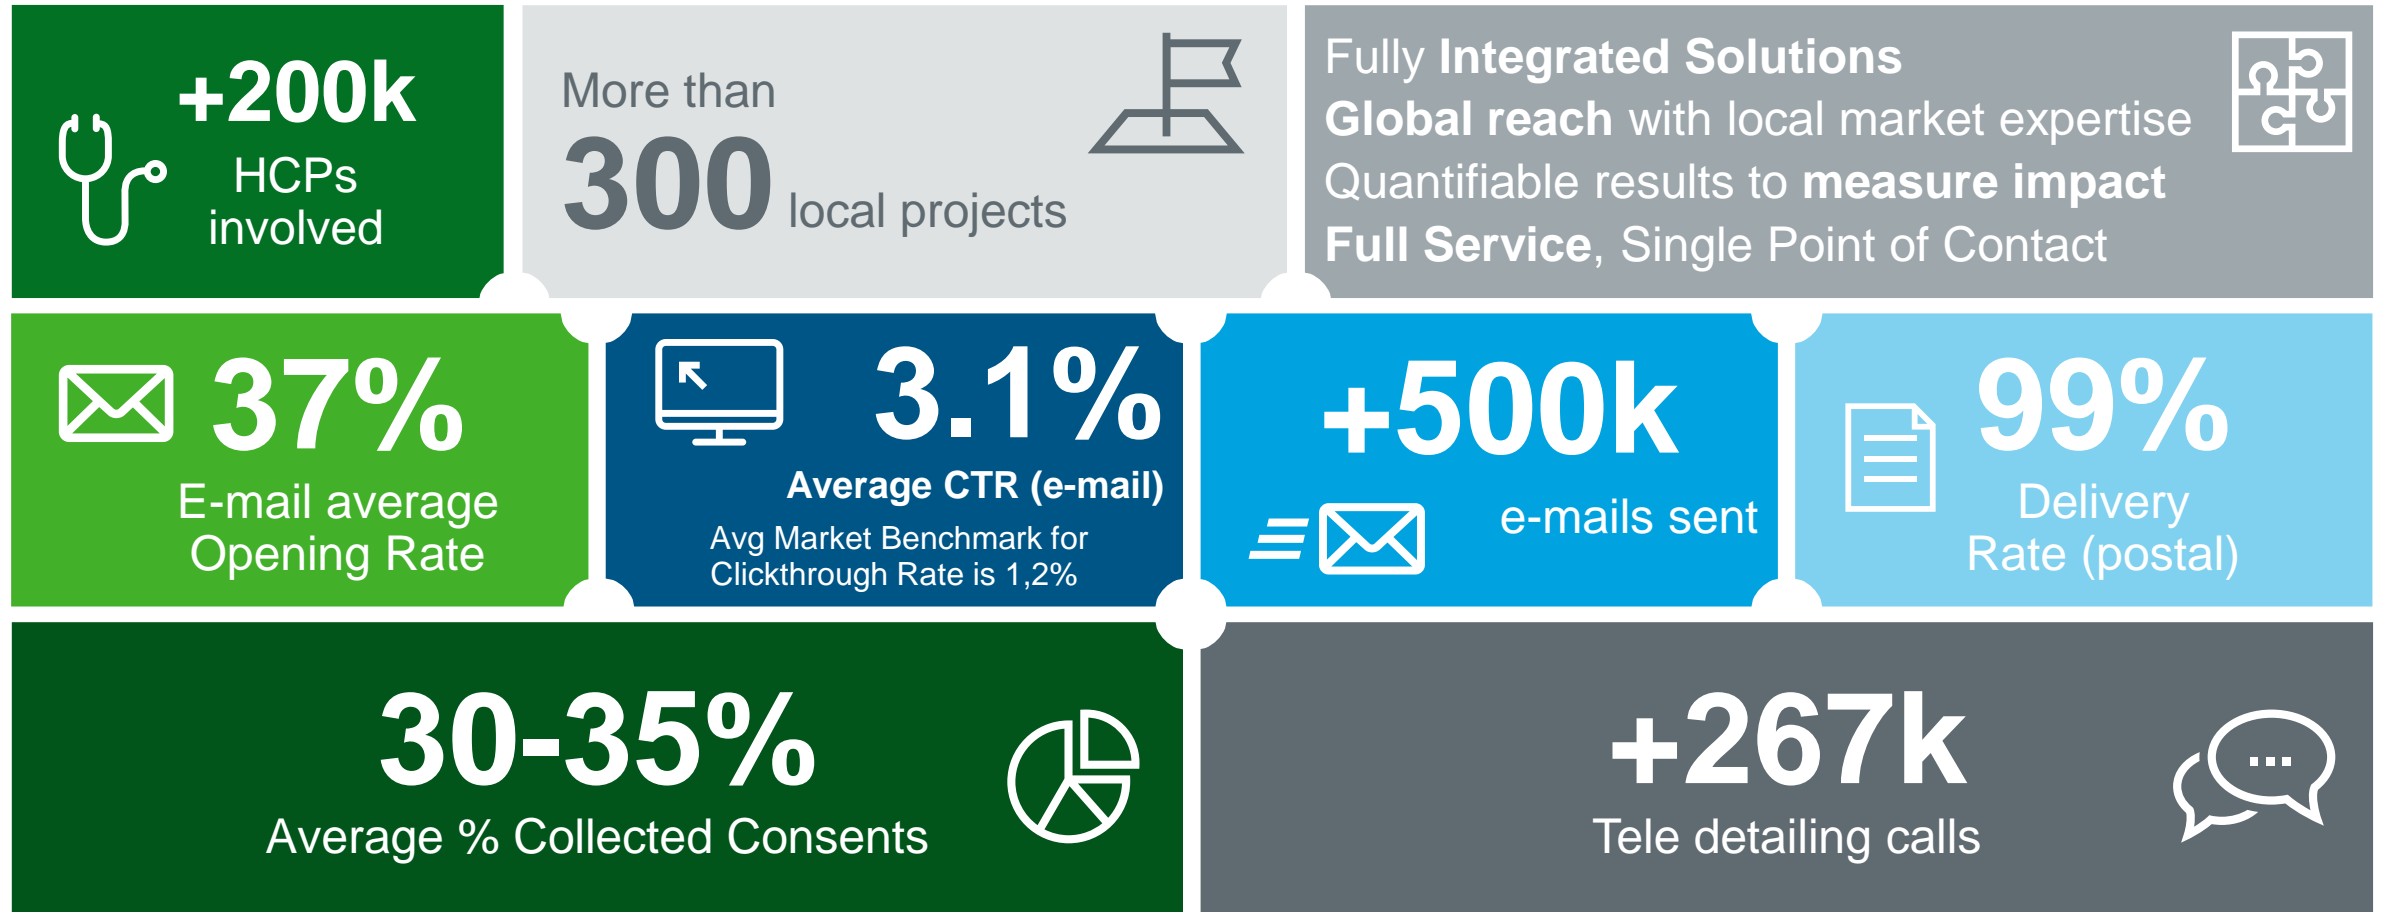 +200k
HCPs
involved
More than
300 local projects
Fully Integrated Solutions
Global reach with local market expertise
Quantifiable results to measure impact
Full Service, Single Point of Contact
37%
E-mail average
Opening Rate
3.1%
Average CTR (e-mail)
Avg Market Benchmark for
Clickthrough Rate is 1,2%
+500k
e-mails sent
99%
Delivery
Rate (postal)
30-35%
Average % Collected Consents
+267k
Tele detailing calls